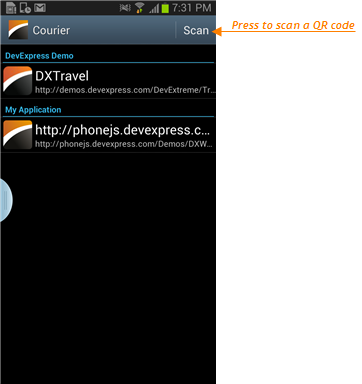 7:31 PM
Courier
Scan
Press to scan a QR code
DevExpress Demo
DXTravel
http://demos.devexpress.com/DevExtreme/Tr...
My Application
http://phonejs.devexpress.c...
http://phonejs.devexpress.com/Demos/DXW...